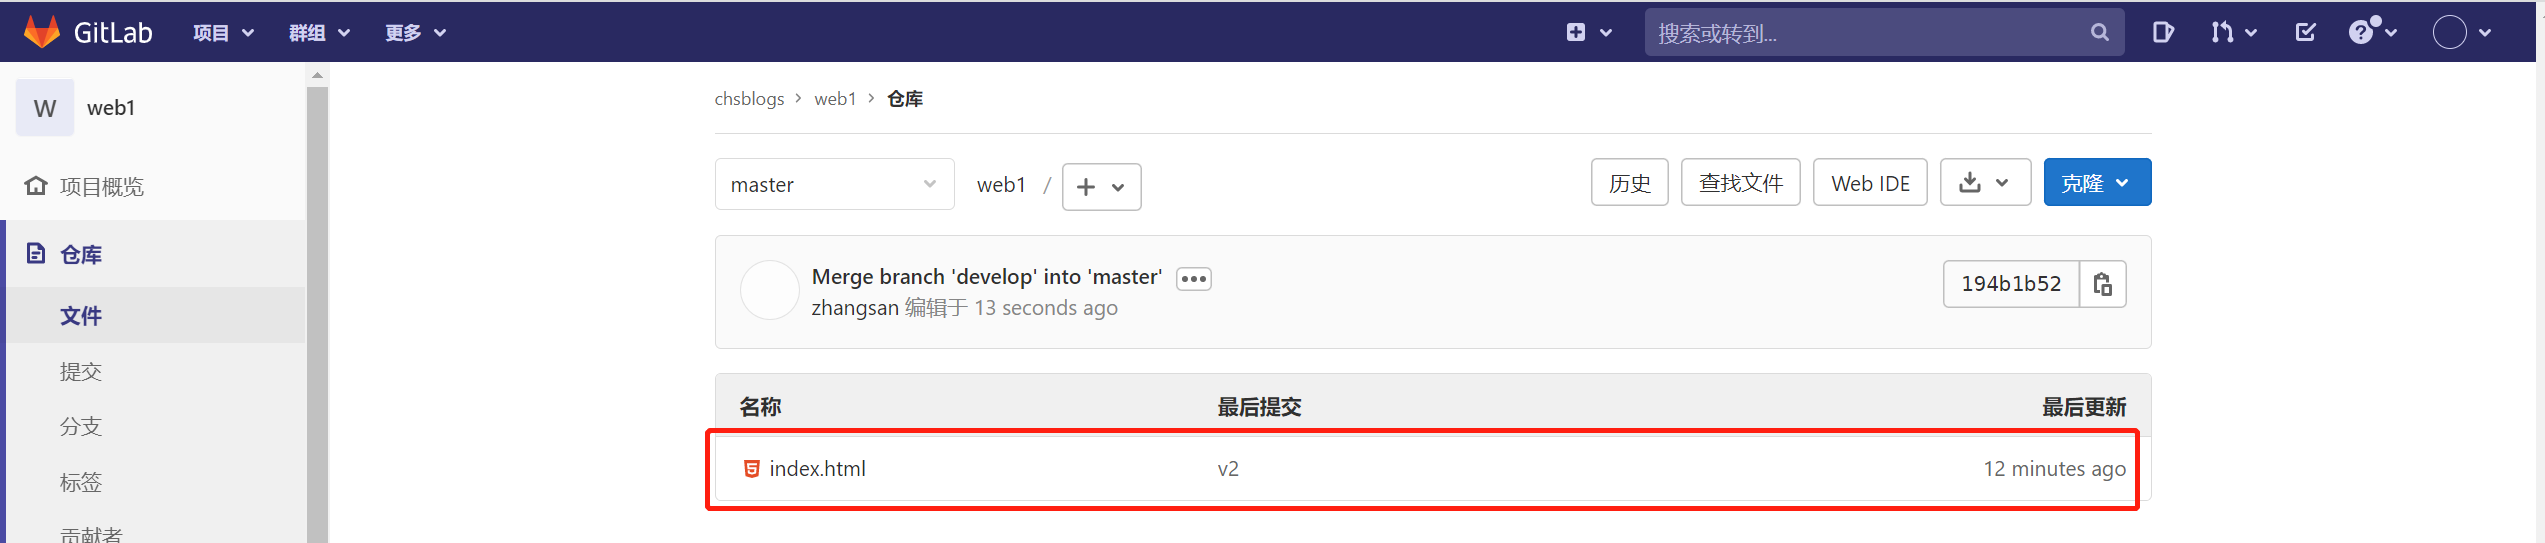 GitLab 项目 群组 更多 搜索或转到...
W web1
项目概览
仓库
文件
提交
分支
标签
贡献者
chsblogs > web1 > 仓库
master web1 / + 历史 查找文件 Web IDE 克隆
Merge branch 'develop' into 'master' •••
zhangsan 编辑于 13 seconds ago
194b1b52
名称 最后提交 最后更新
index.html v2 12 minutes ago